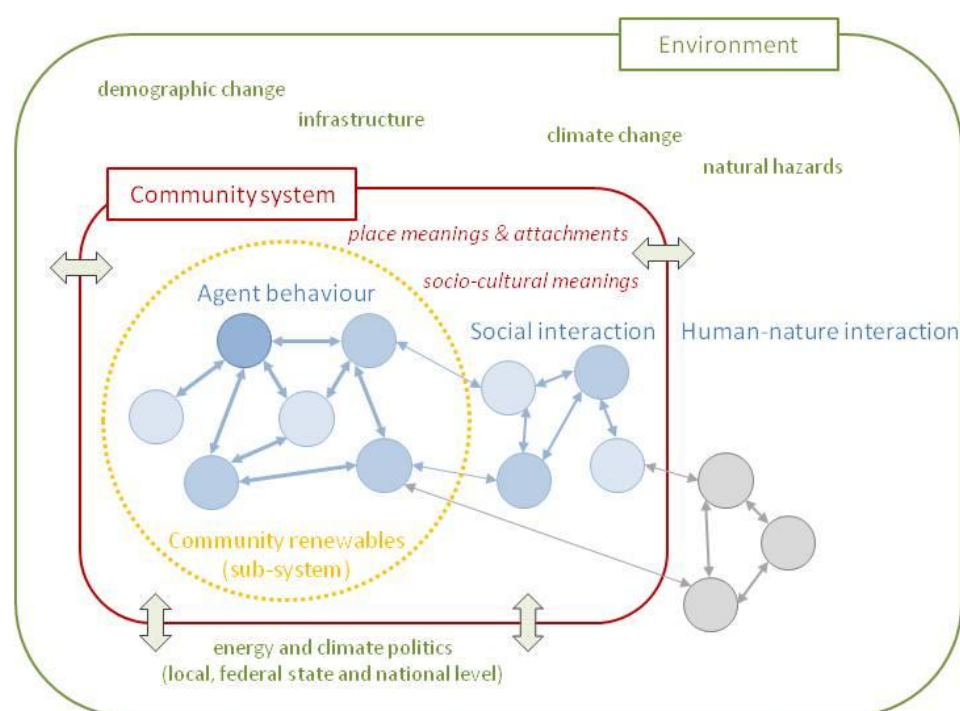 Environment
demographic change
infrastructure
climate change
natural hazards
Community system
place meanings & attachments
socio-cultural meanings
Agent behaviour
Social interaction
Human-nature interaction
Community renewables
(sub-system)
energy and climate politics
(local, federal state and national level)